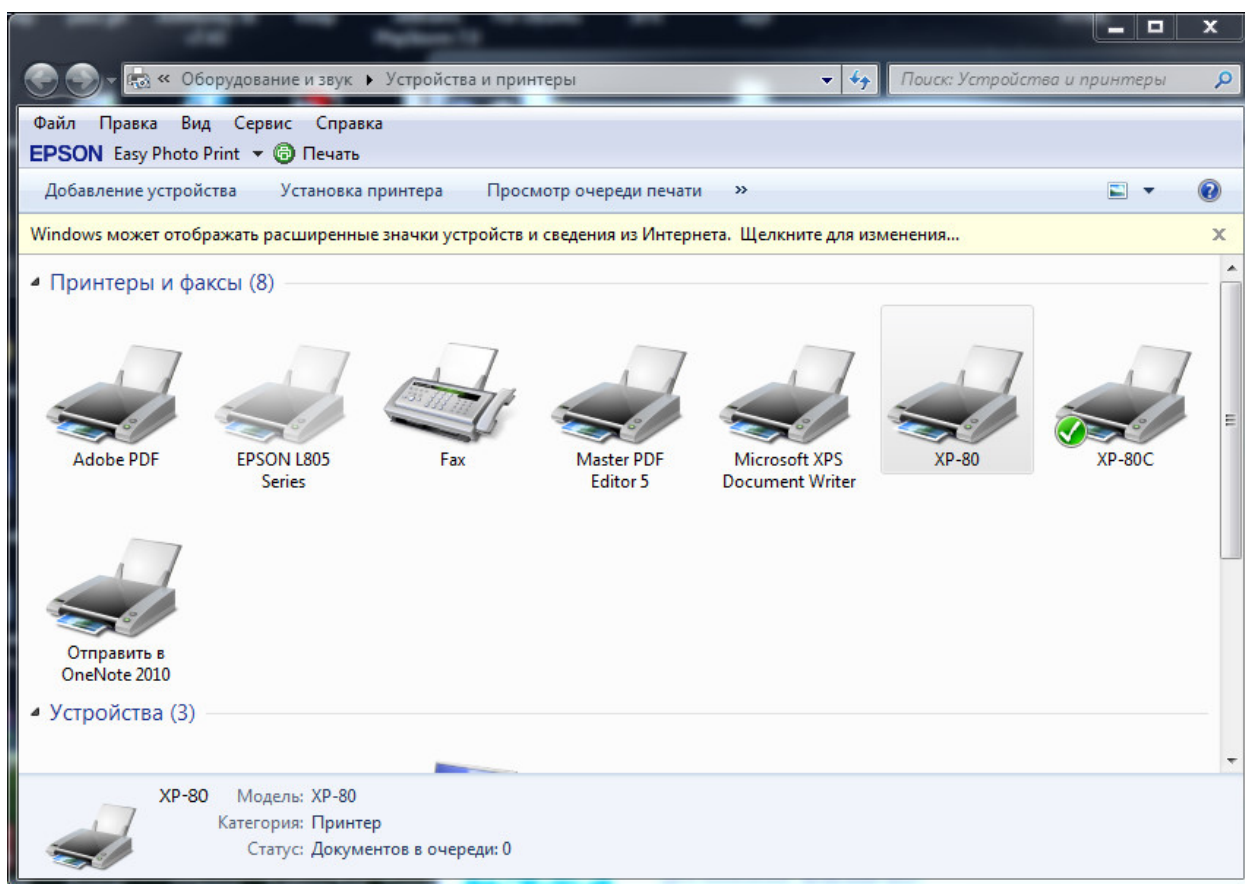 « Оборудование и звук Устройства и принтеры Поиск: Устройства и принтеры
Файл Правка Вид Сервис Справка
EPSON Easy Photo Print Печать
Добавление устройства Установка принтера Просмотр очереди печати »
Windows может отображать расширенные значки устройств и сведения из Интернета. Щелкните для изменения...
Принтеры и факсы (8)
Adobe PDF
EPSON L805
Series
Fax
Master PDF
Editor 5
Microsoft XPS
Document Writer
XP-80
XP-80C
Отправить в
OneNote 2010
Устройства (3)
XP-80 Модель: XP-80
Категория: Принтер
Статус: Документов в очереди: 0